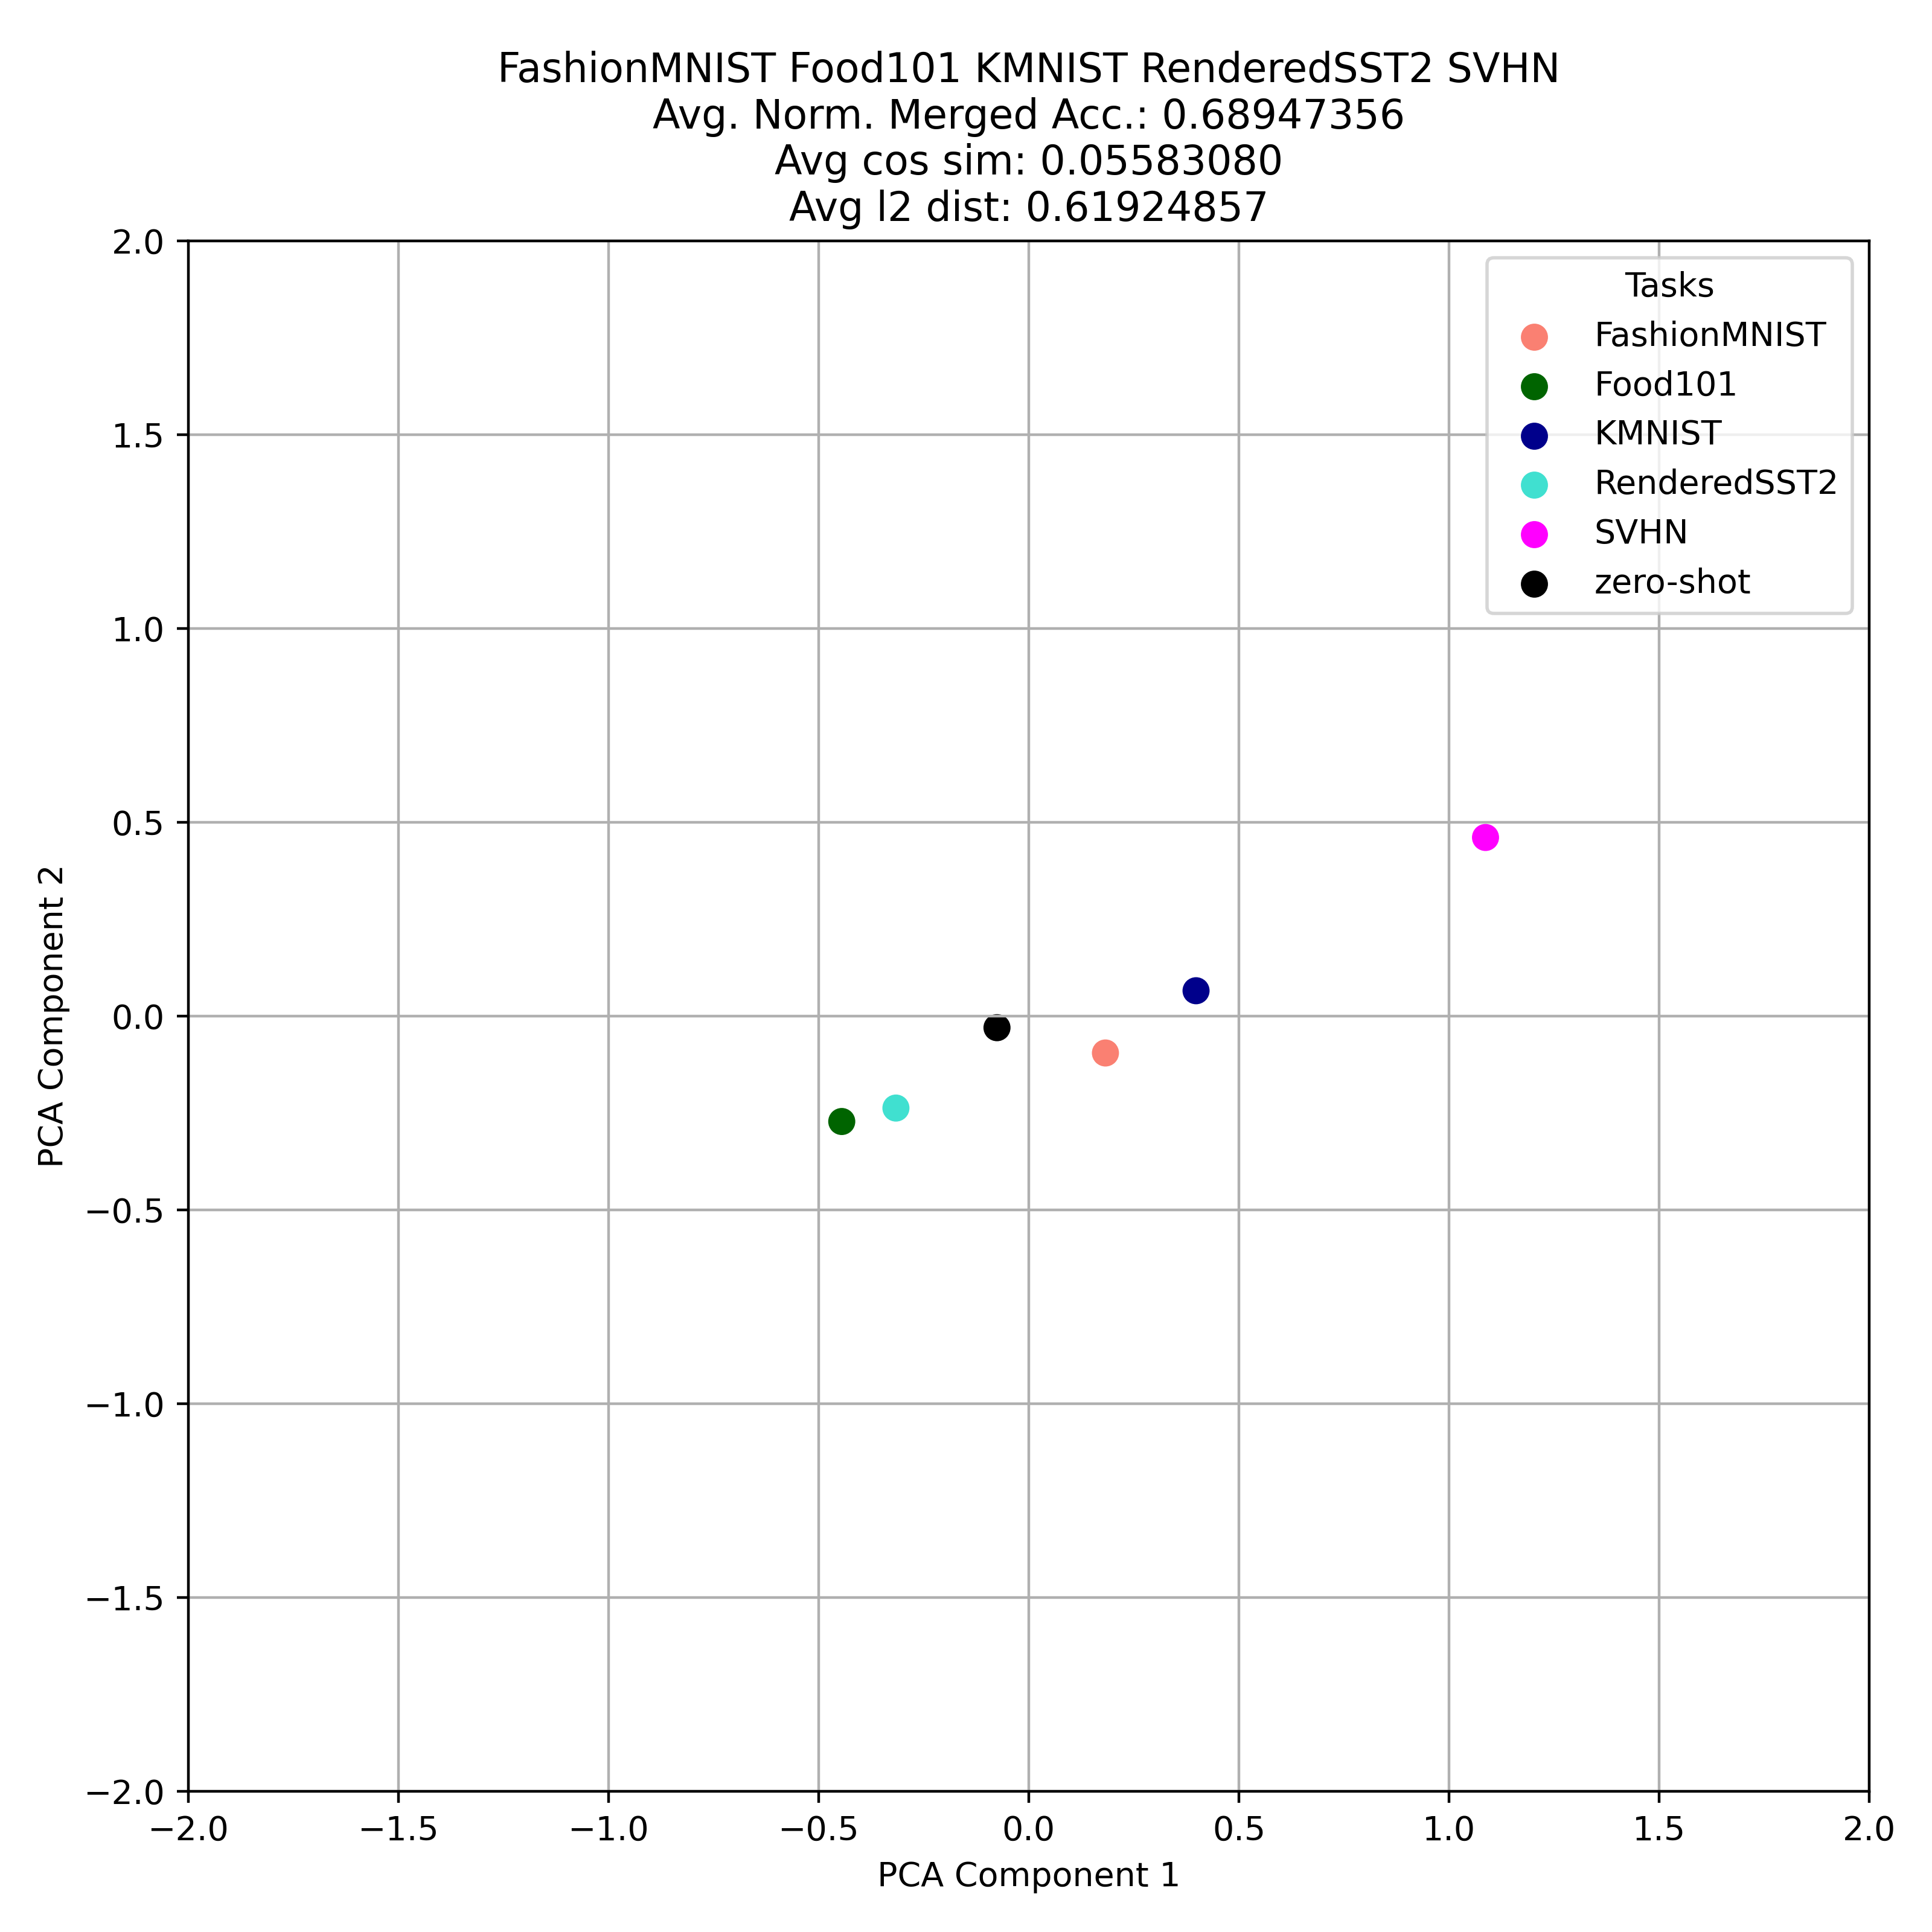 FashionMNIST Food101 KMNIST RenderedSST2 SVHN
Avg. Norm. Merged Acc.: 0.68947356
Avg cos sim: 0.05583080
Avg l2 dist: 0.61924857
Tasks
FashionMNIST
Food101
KMNIST
RenderedSST2
SVHN
zero-shot
PCA Component 2
2.0
1.5
1.0
0.5
0.0
−0.5
−1.0
−1.5
−2.0
−2.0 −1.5 −1.0 −0.5 0.0 0.5 1.0 1.5 2.0
PCA Component 1